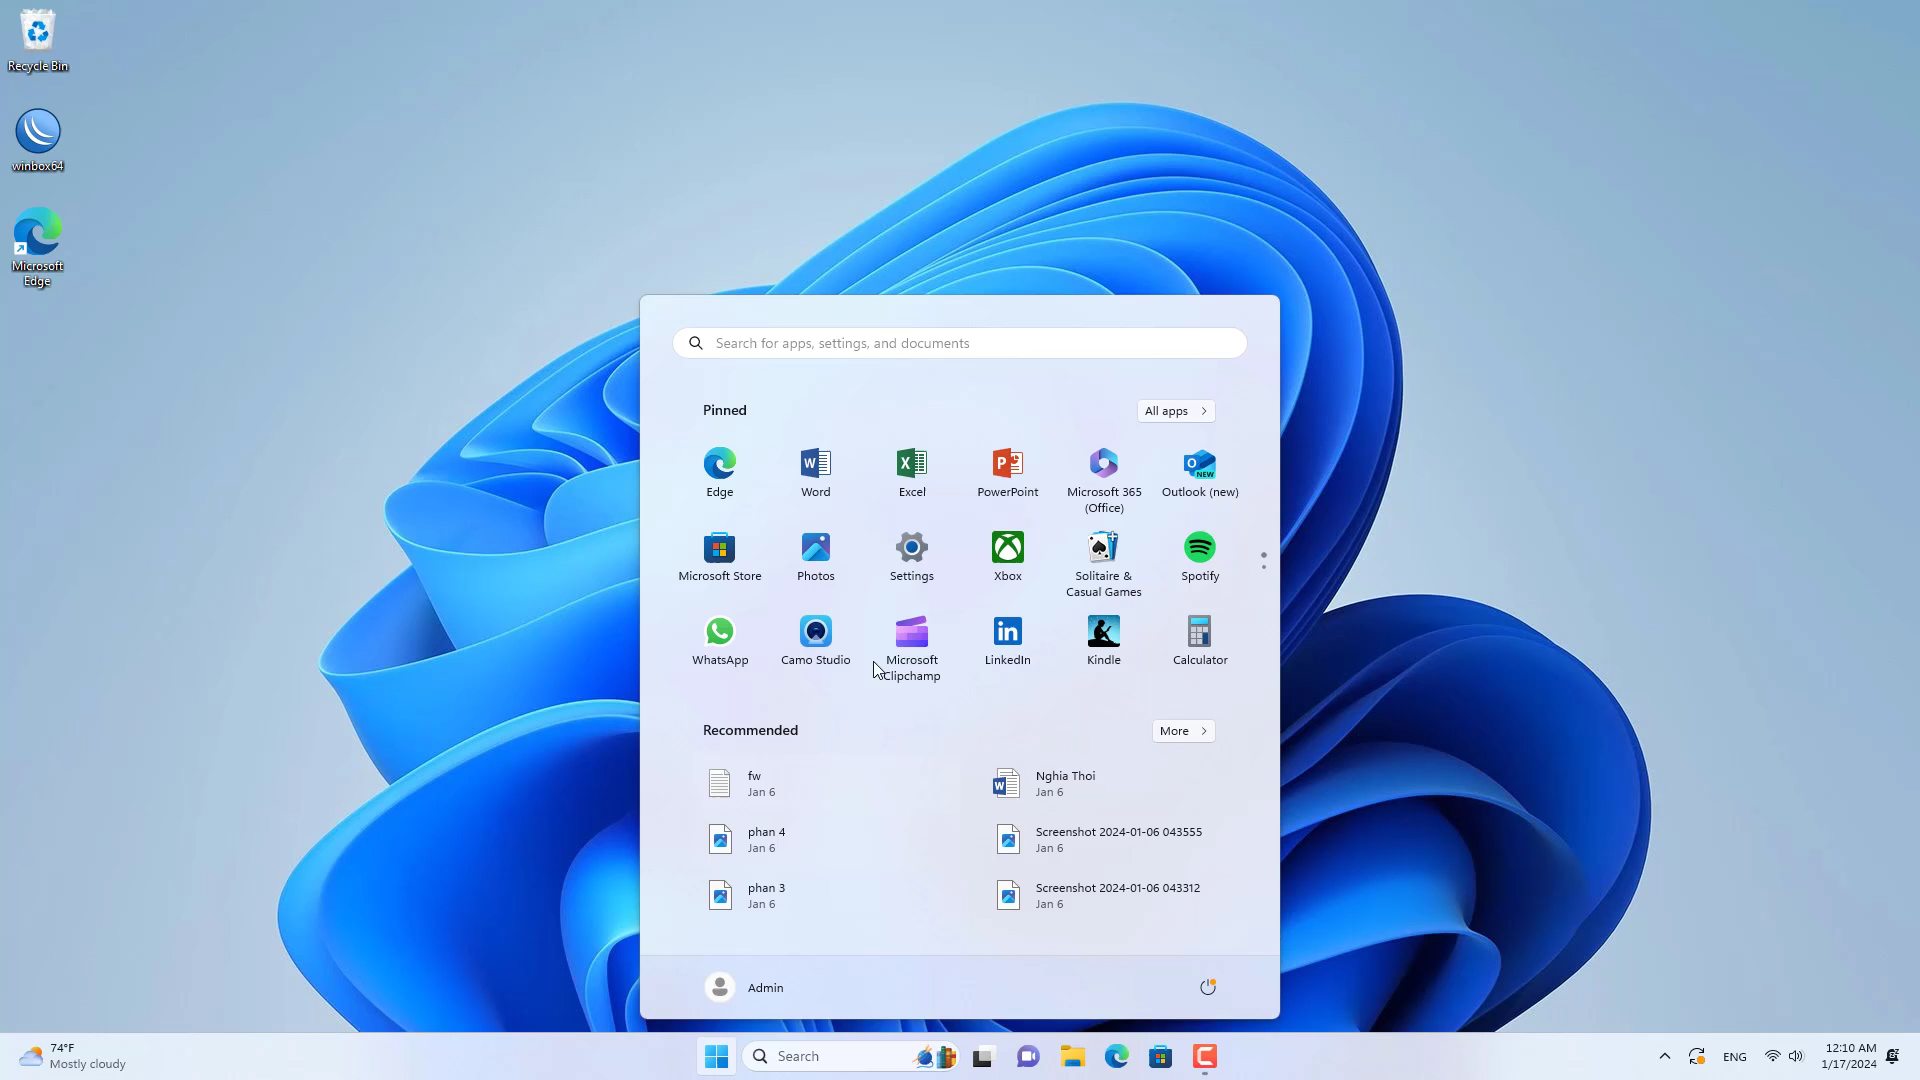 Recycle Bin
winbox64
Microsoft
Edge
Search for apps, settings, and documents
Pinned
All apps
Edge
Word
Excel
PowerPoint
Microsoft 365
(Office)
Outlook (new)
Microsoft Store
Photos
Settings
Xbox
Solitaire &
Casual Games
Spotify
WhatsApp
Camo Studio
Microsoft
Clipchamp
LinkedIn
Kindle
Calculator
Recommended
More
fw
Jan 6
Nghia Thoi
Jan 6
phan 4
Jan 6
Screenshot 2024-01-06 043555
Jan 6
phan 3
Jan 6
Screenshot 2024-01-06 043312
Jan 6
Admin
74°F
Mostly cloudy
Search
ENG
12:10 AM
1/17/2024